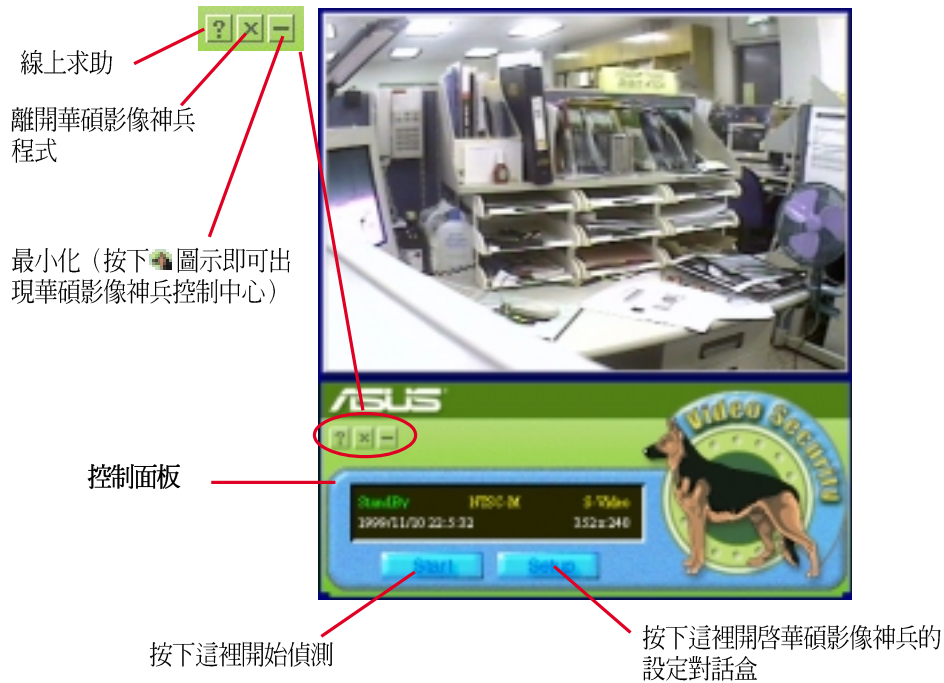 ? × −
線上求助
離開華碩影像神兵
程式
最小化（按下 圖示即可出
現華碩影像神兵控制中心）
ASUS
? × −
Video Security
控制面板
StandBy NTSC-M S-Video
1999/11/10 22:5:32 352x240
Start Setup
按下這裡開始偵測
按下這裡開啓華碩影像神兵的
設定對話盒